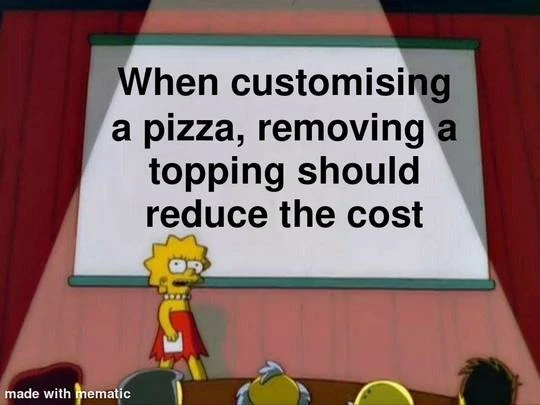 When customising
a pizza, removing a
topping should
reduce the cost
made with mematic